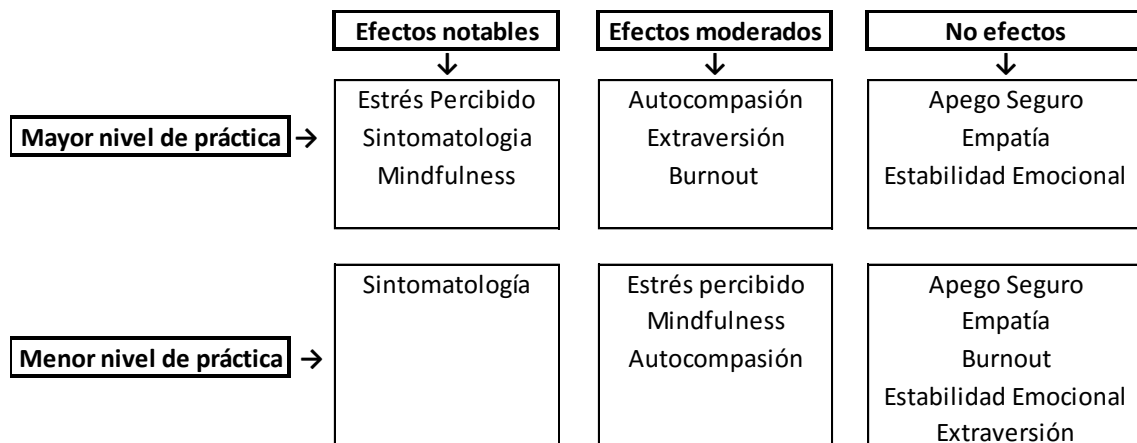 Efectos notables
Efectos moderados
No efectos
↓
↓
↓
Mayor nivel de práctica →
Estrés Percibido
Sintomatologia
Mindfulness
Autocompasión
Extraversión
Burnout
Apego Seguro
Empatía
Estabilidad Emocional
Menor nivel de práctica →
Sintomatología
Estrés percibido
Mindfulness
Autocompasión
Apego Seguro
Empatía
Burnout
Estabilidad Emocional
Extraversión